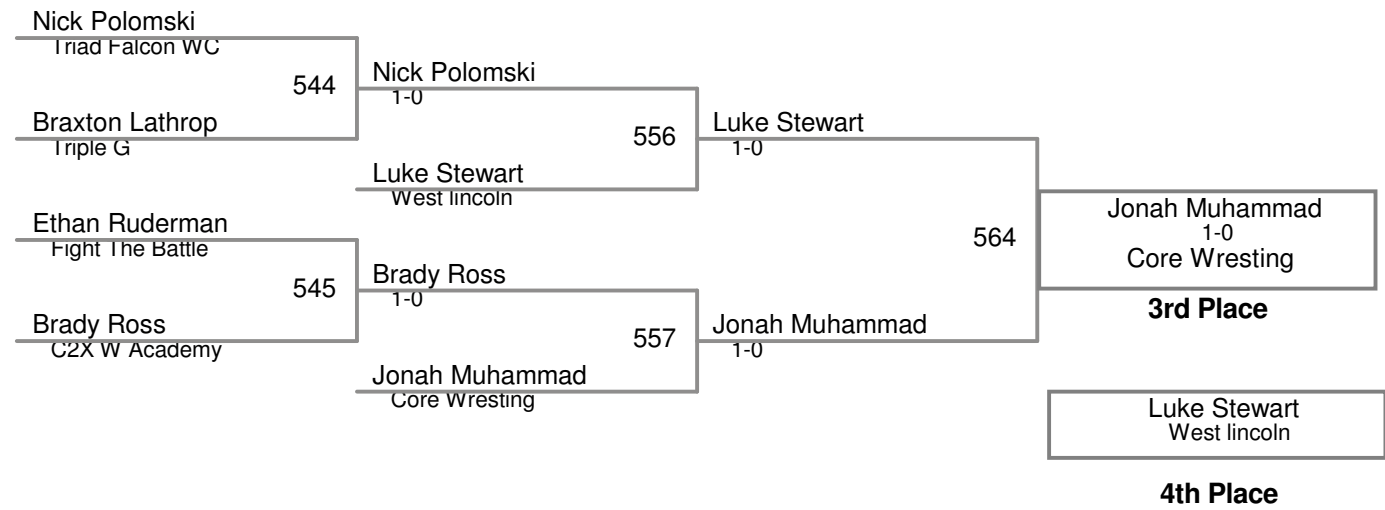 Nick Polomski
Triad Falcon WC
544
Nick Polomski
1-0
Braxton Lathrop
Triple G
556
Luke Stewart
1-0
Luke Stewart
West lincoln
Ethan Ruderman
Fight The Battle
564
Jonah Muhammad
1-0
Core Wresting
3rd Place
545
Brady Ross
1-0
Brady Ross
C2X W Academy
557
Jonah Muhammad
1-0
Jonah Muhammad
Core Wresting
Luke Stewart
West lincoln
4th Place